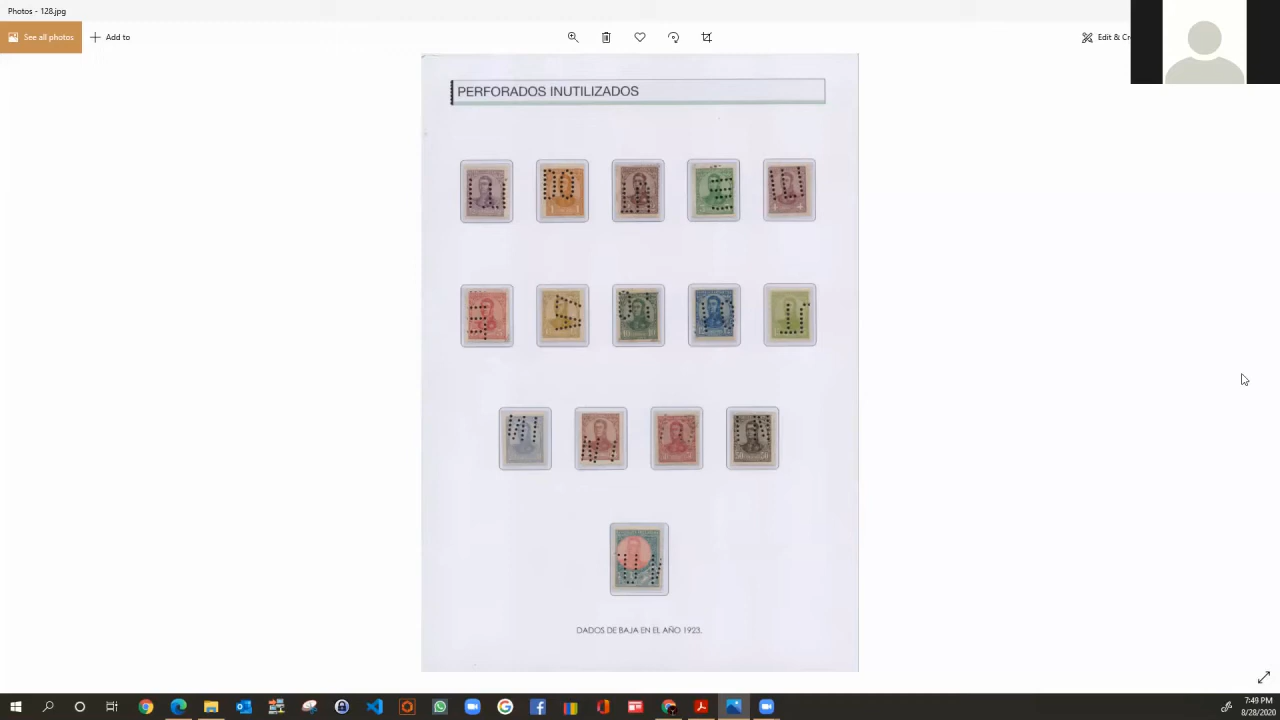 Photos - 128.jpg
See all photos
Add to
PERFORADOS INUTILIZADOS
DADOS DE BAJA EN EL AÑO 1923.
7:49 PM
8/28/2020